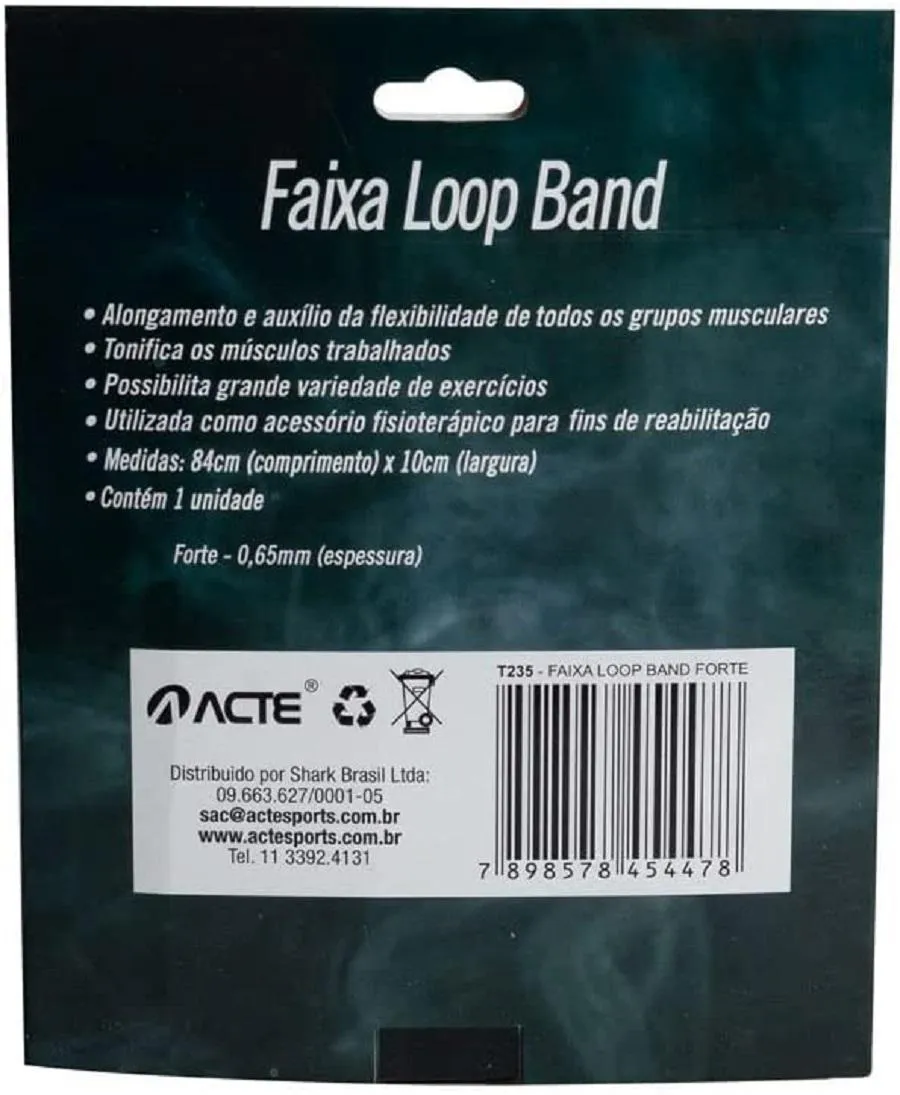 Faixa Loop Band
• Alongamento e auxílio da flexibilidade de todos os grupos musculares
• Tonifica os músculos trabalhados
• Possibilita grande variedade de exercícios
• Utilizada como acessório fisioterápico para fins de reabilitação
• Medidas: 84cm (comprimento) x 10cm (largura)
• Contém 1 unidade
Forte - 0,65mm (espessura)
ACTE®
Distribuido por Shark Brasil Ltda:
09.663.627/0001-05
sac@actesports.com.br
www.actesports.com.br
Tel. 11 3392.4131
T235 - FAIXA LOOP BAND FORTE
7 898578 454478